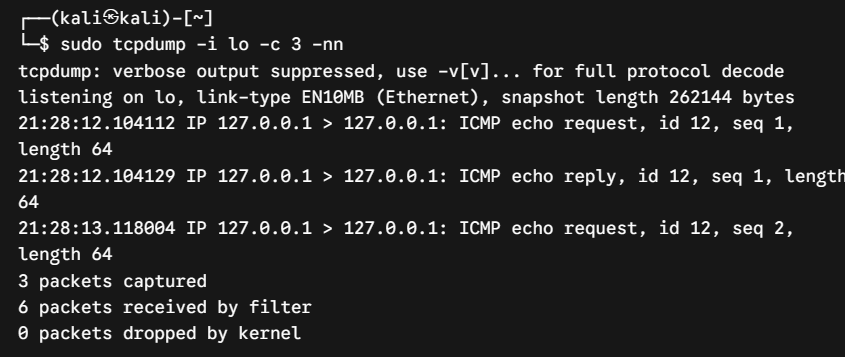 ┌──(kali㉿kali)-[~]
└─$ sudo tcpdump -i lo -c 3 -nn
tcpdump: verbose output suppressed, use -v[v]... for full protocol decode
listening on lo, link-type EN10MB (Ethernet), snapshot length 262144 bytes
21:28:12.104112 IP 127.0.0.1 > 127.0.0.1: ICMP echo request, id 12, seq 1,
length 64
21:28:12.104129 IP 127.0.0.1 > 127.0.0.1: ICMP echo reply, id 12, seq 1, length
64
21:28:13.118004 IP 127.0.0.1 > 127.0.0.1: ICMP echo request, id 12, seq 2,
length 64
3 packets captured
6 packets received by filter
0 packets dropped by kernel